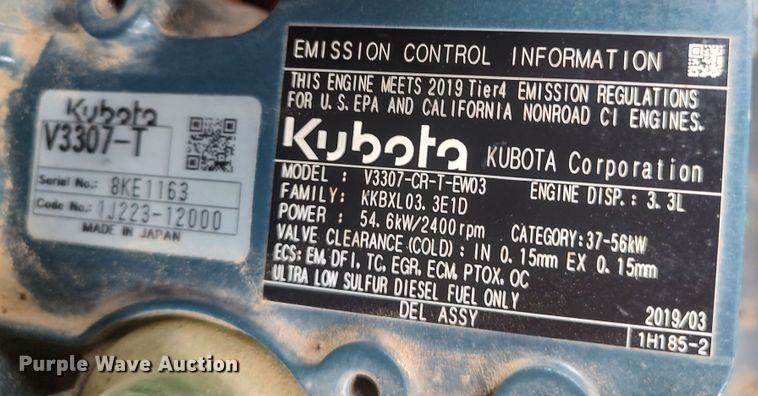 Kubota
V3307-T
Serial No.: 8KE1163
Code No.: 1J223-12000
MADE IN JAPAN
EMISSION CONTROL INFORMATION
THIS ENGINE MEETS 2019 Tier4 EMISSION REGULATIONS
FOR U.S. EPA AND CALIFORNIA NONROAD CI ENGINES.
Kubota KUBOTA Corporation
MODEL : V3307-CR-T-EW03 ENGINE DISP.: 3.3L
FAMILY: KKBXL03.3E1D
POWER : 54.6kW/2400rpm CATEGORY:37-56kW
VALVE CLEARANCE(COLD): IN 0.15mm EX 0.15mm
ECS: EM, DFI, TC, EGR, ECM, PTOX, OC
ULTRA LOW SULFUR DIESEL FUEL ONLY
DEL ASSY 2019/03
1H185-2
Purple Wave Auction